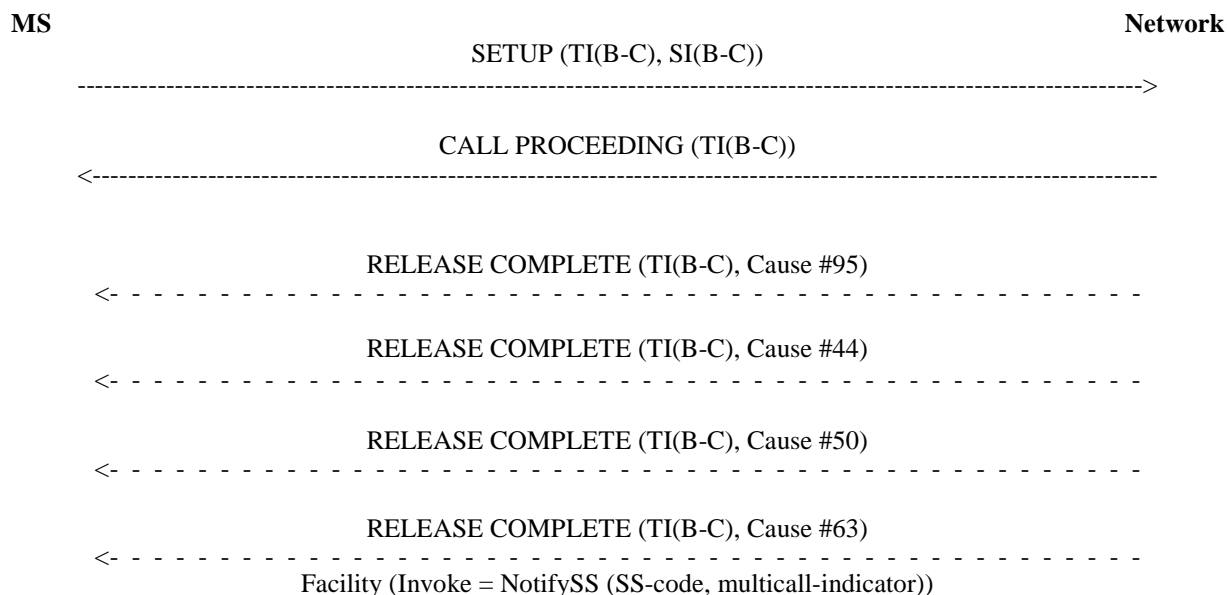 MS Network
SETUP (TI(B-C), SI(B-C))
------------------------------------------------------------------------------------------------------------------------>
CALL PROCEEDING (TI(B-C))
<------------------------------------------------------------------------------------------------------------------------
RELEASE COMPLETE (TI(B-C), Cause #95)
<- - - - - - - - - - - - - - - - - - - - - - - - - - - - - - - - - - - - - - - - - - - - - - - -
RELEASE COMPLETE (TI(B-C), Cause #44)
<- - - - - - - - - - - - - - - - - - - - - - - - - - - - - - - - - - - - - - - - - - - - - - - -
RELEASE COMPLETE (TI(B-C), Cause #50)
<- - - - - - - - - - - - - - - - - - - - - - - - - - - - - - - - - - - - - - - - - - - - - - - -
RELEASE COMPLETE (TI(B-C), Cause #63)
<- - - - - - - - - - - - - - - - - - - - - - - - - - - - - - - - - - - - - - - - - - - - - - - -
Facility (Invoke = NotifySS (SS-code, multicall-indicator))